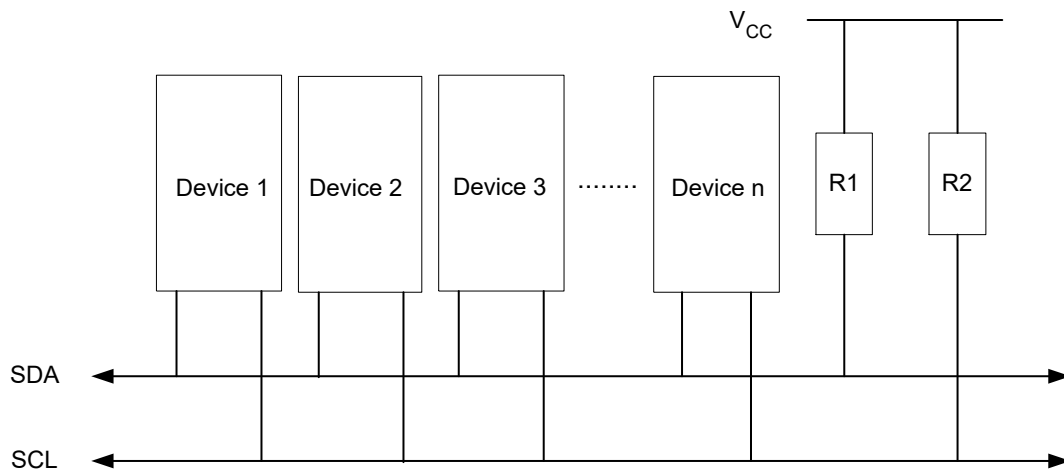 VCC
Device 1
Device 2
Device 3
........
Device n
R1
R2
SDA
SCL